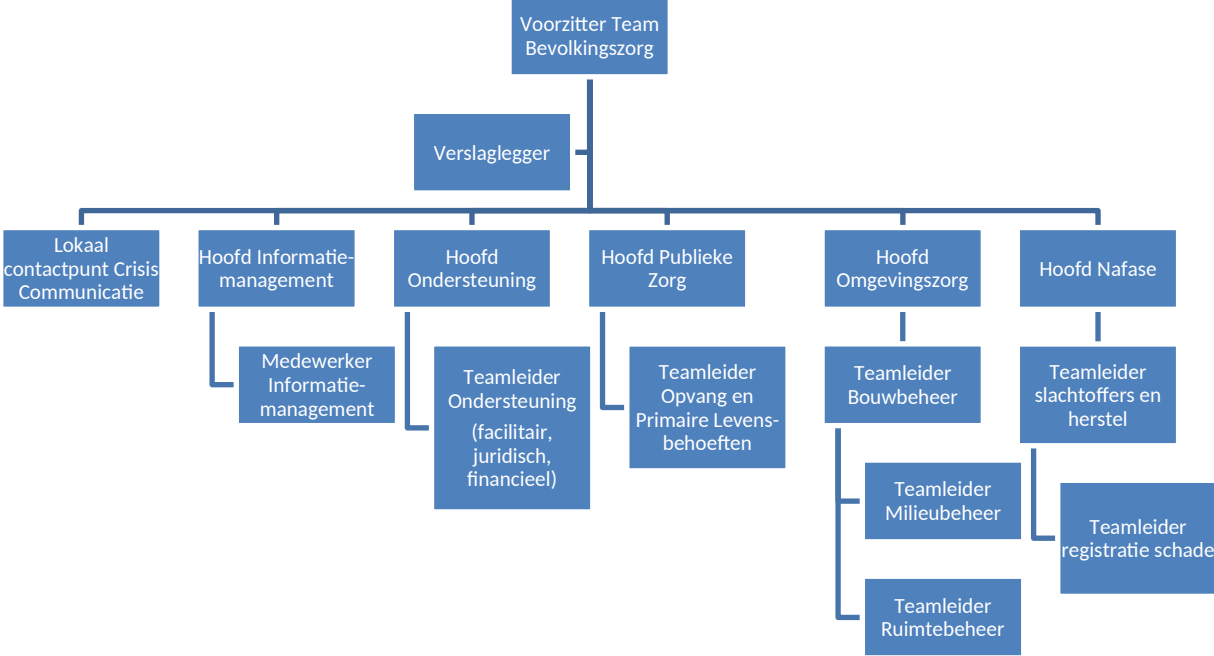 Voorzitter Team
Bevolkingszorg
Verslaglegger
Lokaal
contactpunt Crisis
Communicatie
Hoofd Informatie-
management
Hoofd
Ondersteuning
Hoofd Publieke
Zorg
Hoofd
Omgevingszorg
Hoofd Nafase
Medewerker
Informatie-
management
Teamleider
Ondersteuning
(facilitair,
juridisch,
financieel)
Teamleider
Opvang en
Primaire Levens-
behoeften
Teamleider
Bouwbeheer
Teamleider
slachtoffers en
herstel
Teamleider
Milieubeheer
Teamleider
registratie schade
Teamleider
Ruimtebeheer